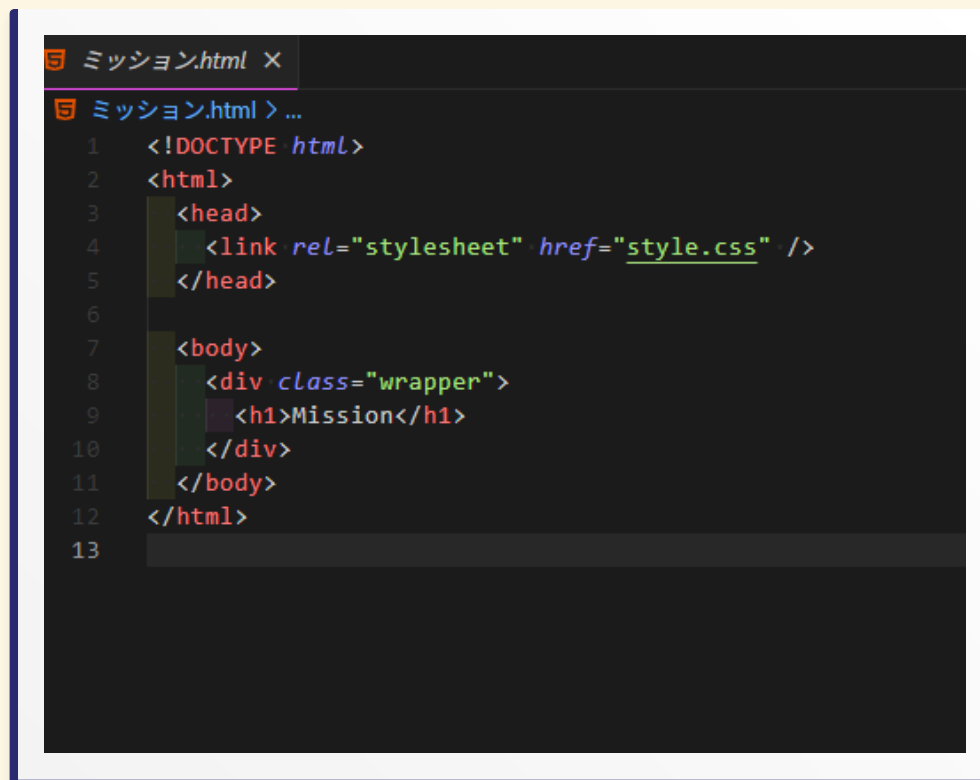 ミッション.html ×
ミッション.html > ...
1 <!DOCTYPE html>
2 <html>
3 <head>
4 <link rel="stylesheet" href="style.css" />
5 </head>
6
7 <body>
8 <div class="wrapper">
9 <h1>Mission</h1>
10 </div>
11 </body>
12 </html>
13